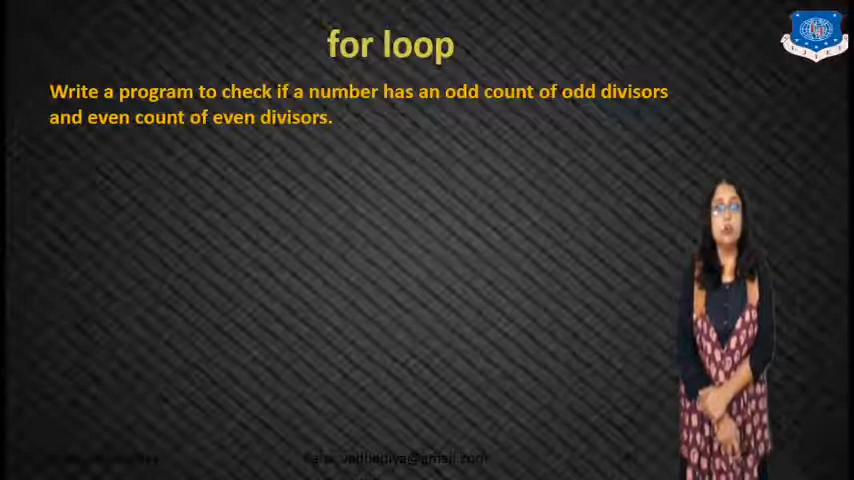 for loop
Write a program to check if a number has an odd count of odd divisors
and even count of even divisors.